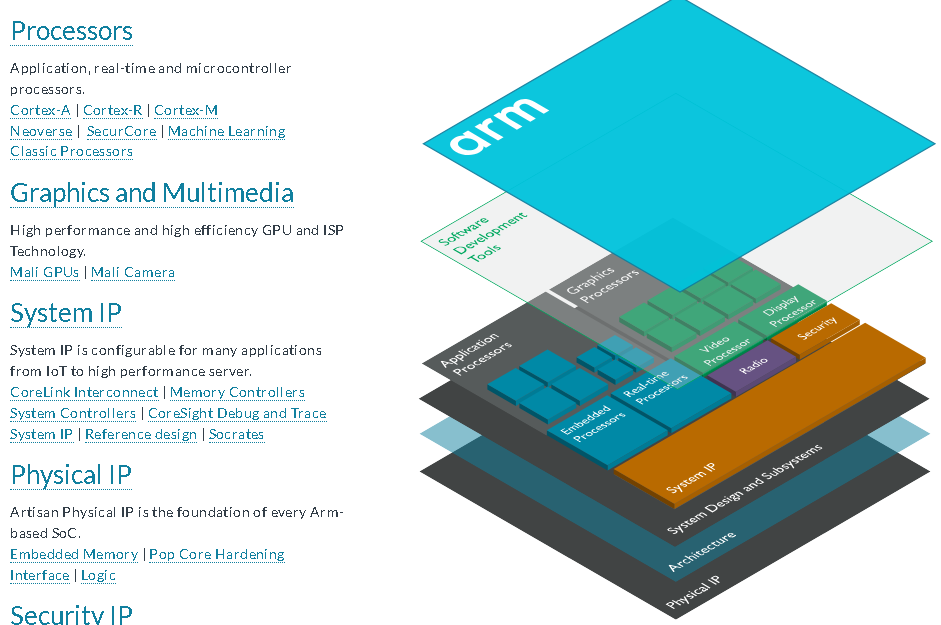 Processors
Application, real-time and microcontroller
processors.
Cortex-A | Cortex-R | Cortex-M
Neoverse | SecurCore | Machine Learning
Classic Processors
Graphics and Multimedia
High performance and high efficiency GPU and ISP
Technology.
Mali GPUs | Mali Camera
System IP
System IP is configurable for many applications
from IoT to high performance server.
CoreLink Interconnect | Memory Controllers
System Controllers | CoreSight Debug and Trace
System IP | Reference design | Socrates
Physical IP
Artisan Physical IP is the foundation of every Arm-
based SoC.
Embedded Memory | Pop Core Hardening
Interface | Logic
Security IP
arm
Software
Development
Tools
Graphics
Processors
Application
Processors
Display
Processor
Security
Video
Processor
Radio
Real-time
Processors
Embedded
Processors
System IP
System Design and Subsystems
Architecture
Physical IP